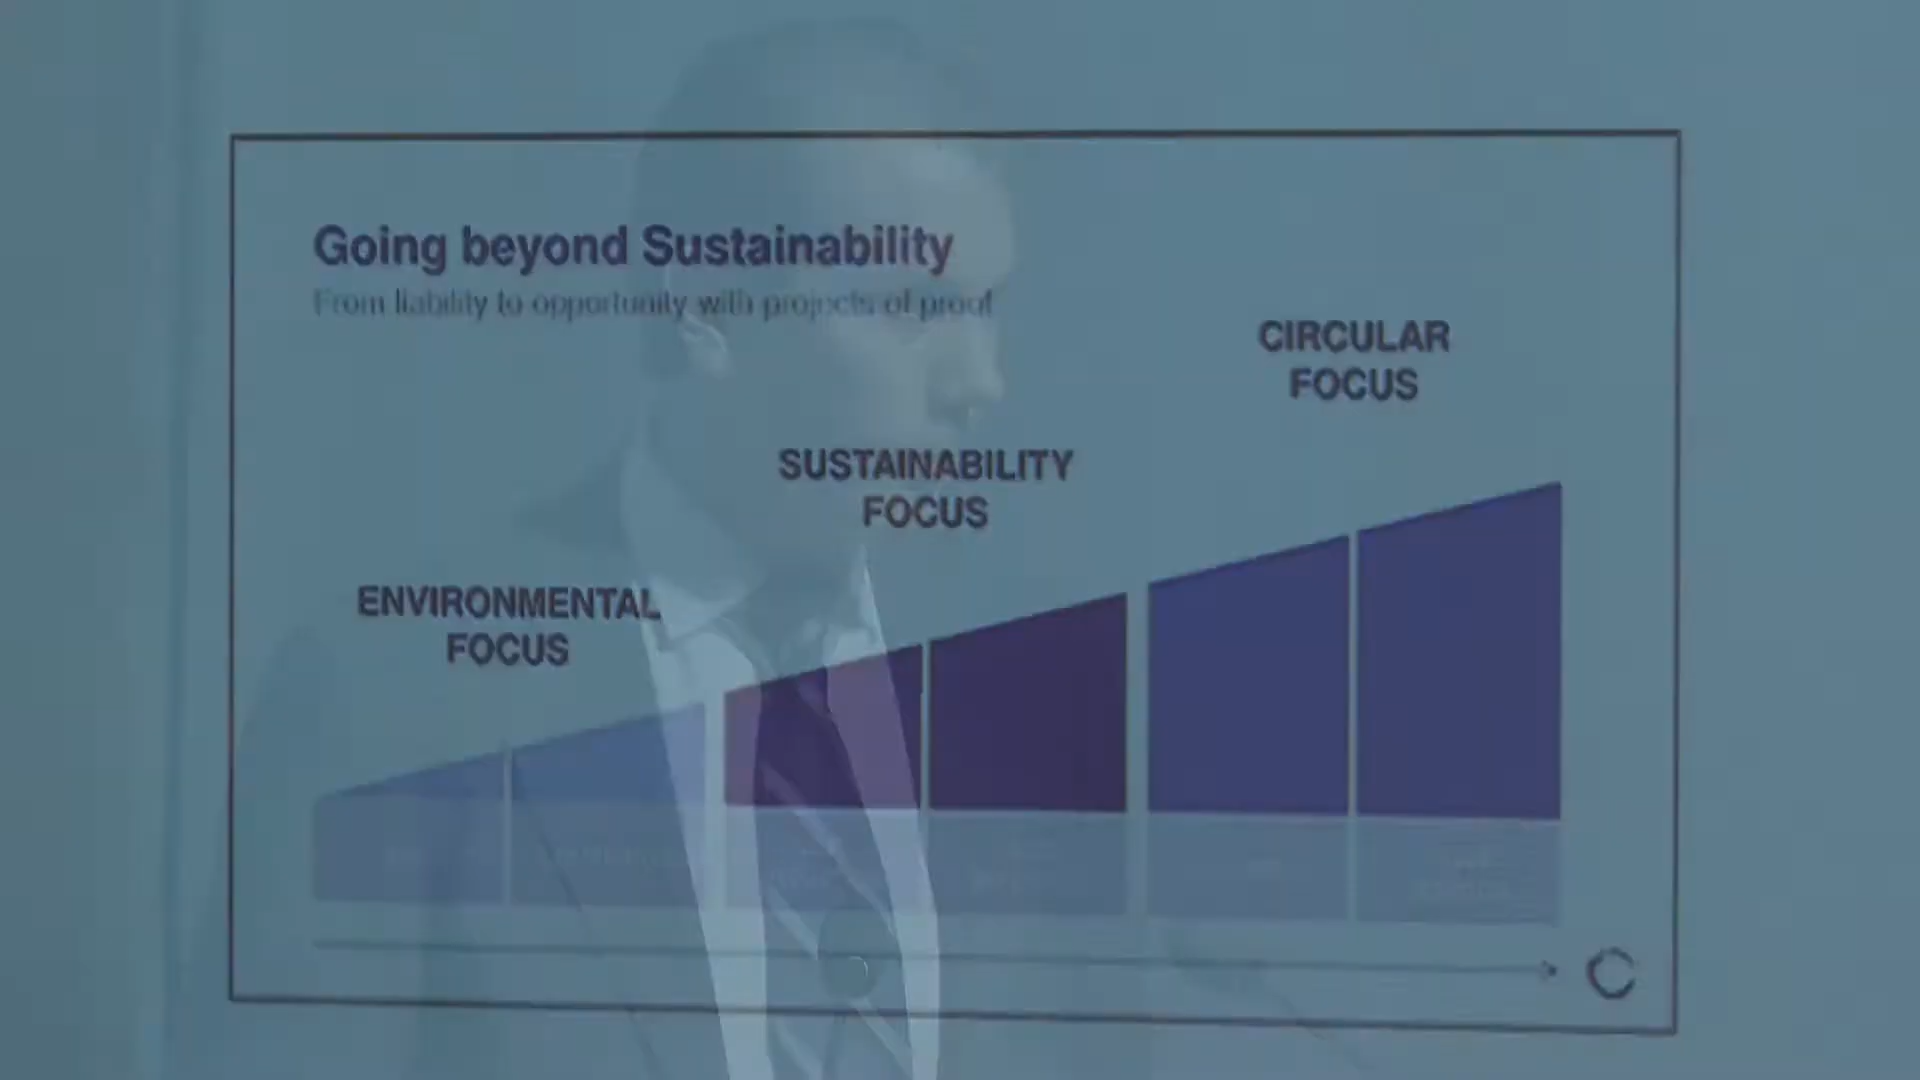 Going beyond Sustainability
From liability to opportunity with projects of proof
CIRCULAR
FOCUS
SUSTAINABILITY
FOCUS
ENVIRONMENTAL
FOCUS